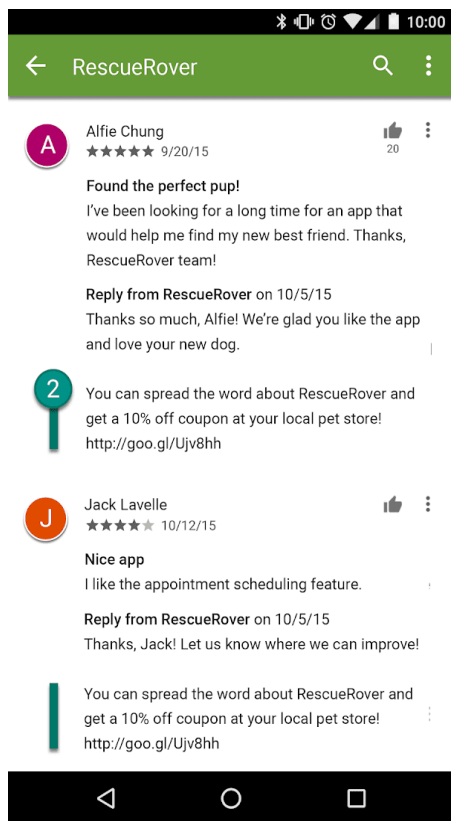 10:00
RescueRover
A
Alfie Chung
9/20/15
20
Found the perfect pup!
I've been looking for a long time for an app that
would help me find my new best friend. Thanks,
RescueRover team!
Reply from RescueRover on 10/5/15
Thanks so much, Alfie! We're glad you like the app
and love your new dog.
2
You can spread the word about RescueRover and
get a 10% off coupon at your local pet store!
http://goo.gl/Ujv8hh
J
Jack Lavelle
10/12/15
Nice app
I like the appointment scheduling feature.
Reply from RescueRover on 10/5/15
Thanks, Jack! Let us know where we can improve!
You can spread the word about RescueRover and
get a 10% off coupon at your local pet store!
http://goo.gl/Ujv8hh